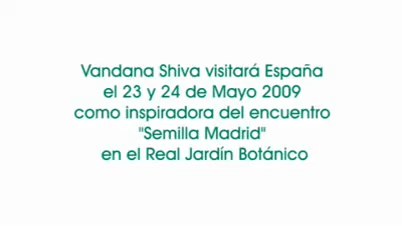 Vandana Shiva visitará España
el 23 y 24 de Mayo 2009
como inspiradora del encuentro
"Semilla Madrid"
en el Real Jardín Botánico